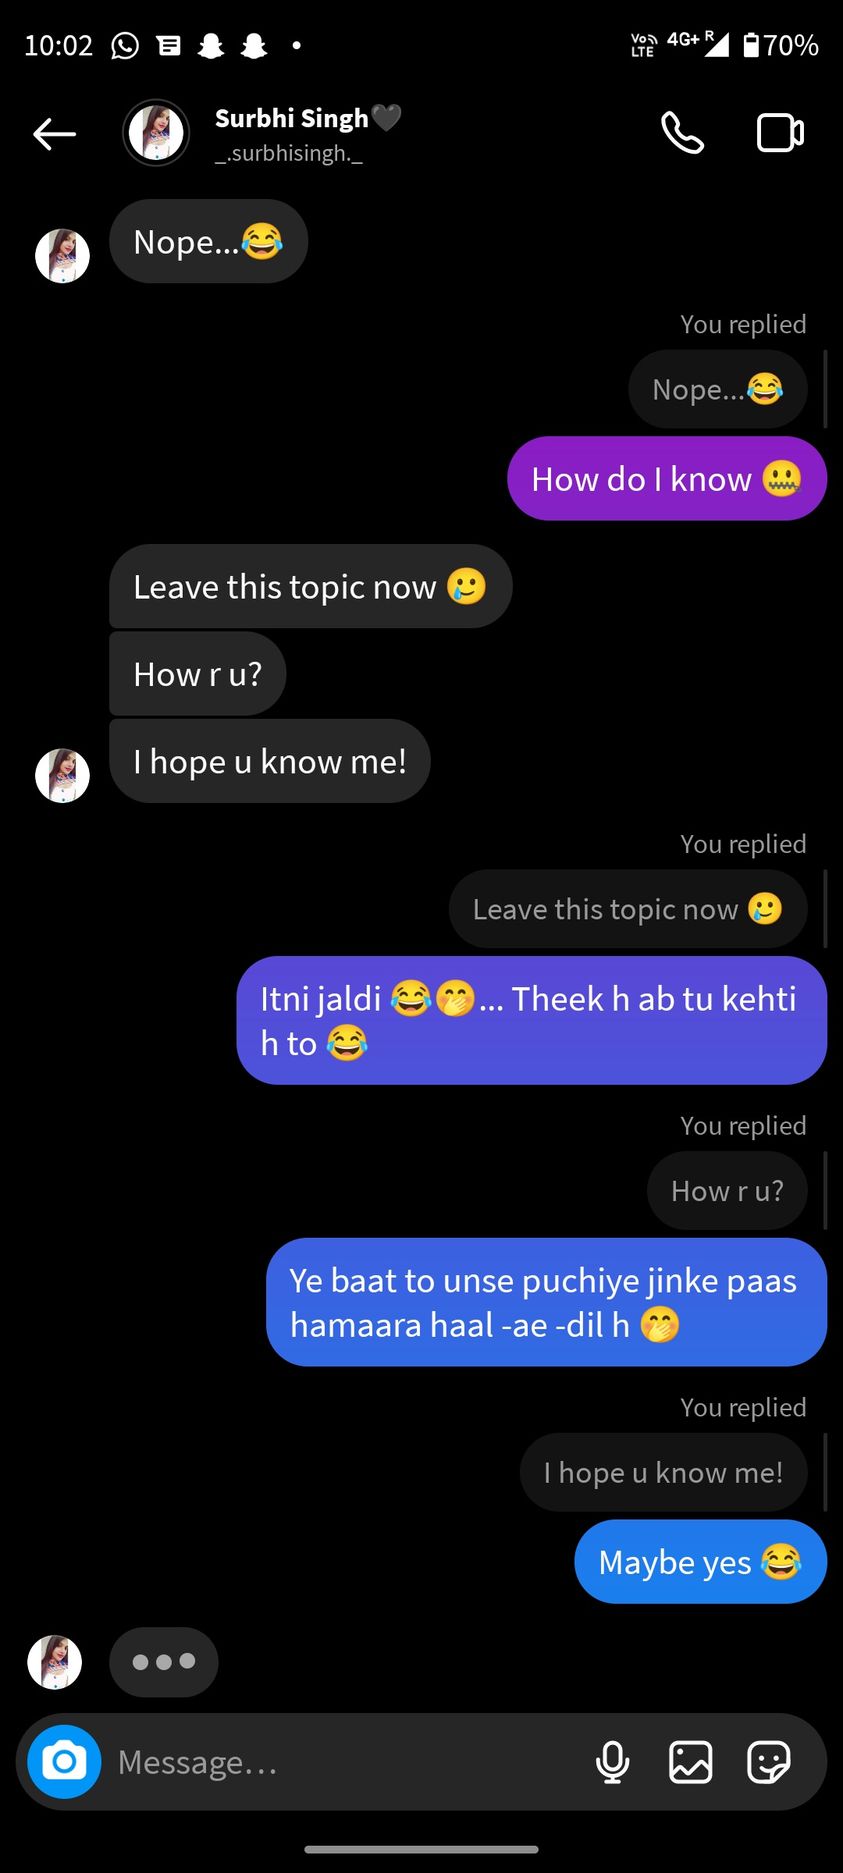 10:02
Vo)) LTE 4G+ R 70%
Surbhi Singh🖤
_.surbhisingh._
Nope...😂
You replied
Nope...😂
How do I know 🤐
Leave this topic now 🥲
How r u?
I hope u know me!
You replied
Leave this topic now 🥲
Itni jaldi 😂🤭... Theek h ab tu kehti
h to 😂
You replied
How r u?
Ye baat to unse puchiye jinke paas
hamaara haal -ae -dil h 🤭
You replied
I hope u know me!
Maybe yes 😂
Message...